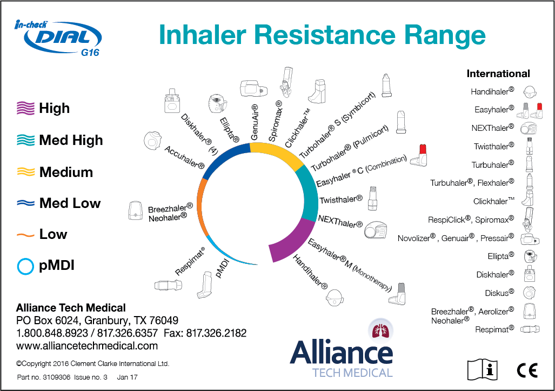 in-check
DIAL
G16
Inhaler Resistance Range
High
Med High
Medium
Med Low
Low
pMDI
Handihaler®
Easyhaler®M (Monotherapy)
NEXThaler®
Twisthaler®
Easyhaler®C (Combination)
Turbohaler® (Pulmicort)
Turbohaler® S (Symbicort)
Clickhaler™
Spiromax®
GenuAir®
Ellipta®
Diskhaler® (4)
Accuhaler®
Breezhaler®
Neohaler®
Respimat®
pMDI
International
Handihaler®
Easyhaler®
NEXThaler®
Twisthaler®
Turbuhaler®
Turbuhaler®, Flexhaler®
Clickhaler™
RespiClick®, Spiromax®
Novolizer®, Genuair®, Pressair®
Ellipta®
Diskhaler®
Diskus®
Breezhaler®, Aerolizer®
Neohaler®
Respimat®
Alliance Tech Medical
PO Box 6024, Granbury, TX 76049
1.800.848.8923 / 817.326.6357 Fax: 817.326.2182
www.alliancetechmedical.com
©Copyright 2016 Clement Clarke International Ltd.
Part no. 3109306 Issue no. 3 Jan 17
Alliance
TECH MEDICAL
i
CE